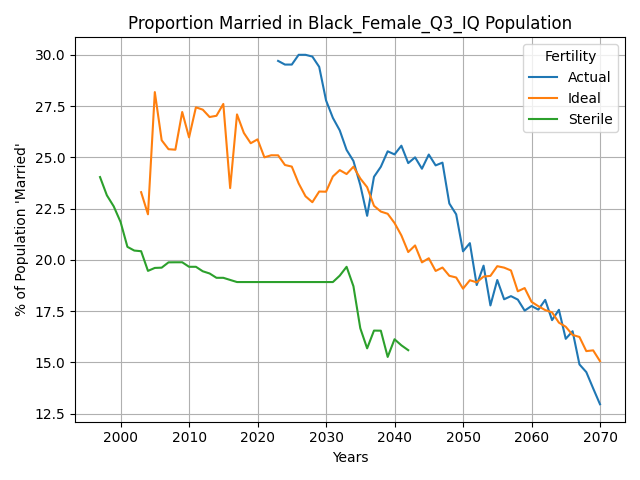 Proportion Married in Black_Female_Q3_IQ Population
% of Population 'Married'
30.0
27.5
25.0
22.5
20.0
17.5
15.0
12.5
Fertility
Actual
Ideal
Sterile
2000 2010 2020 2030 2040 2050 2060 2070
Years